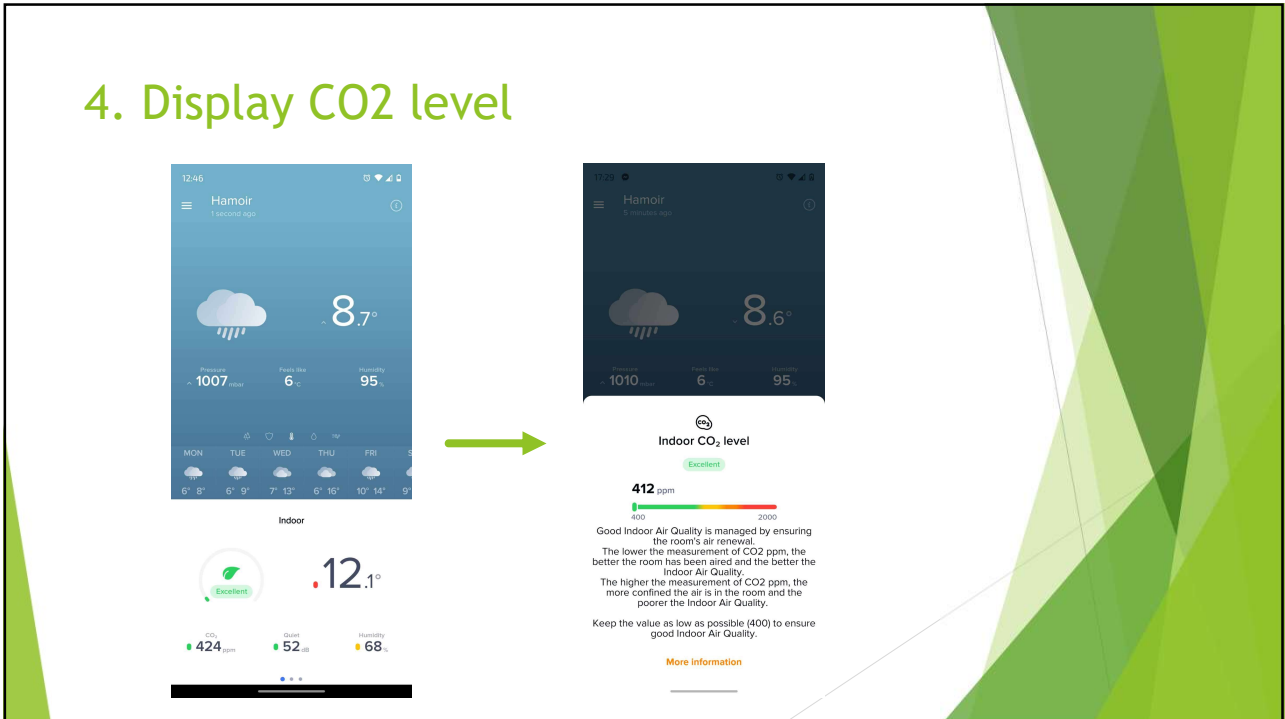 4. Display CO2 level
12:46
Hamoir
1 second ago
8.7°
Pressure
Feels like
Humidity
1007 mbar
6 °C
95 %
MON TUE WED THU FRI S
6° 8° 6° 9° 7° 13° 6° 16° 10° 14° 9°
Indoor
Excellent
12.1°
CO₂
Quiet
Humidity
424 ppm
52 dB
68 %
17:29
Hamoir
5 minutes ago
8.6°
Pressure
Feels like
Humidity
1010 mbar
6 °C
95 %
CO₂
Indoor CO₂ level
Excellent
412 ppm
400 2000
Good Indoor Air Quality is managed by ensuring
the room's air renewal.
The lower the measurement of CO2 ppm, the
better the room has been aired and the better the
Indoor Air Quality.
The higher the measurement of CO2 ppm, the
more confined the air is in the room and the
poorer the Indoor Air Quality.
Keep the value as low as possible (400) to ensure
good Indoor Air Quality.
More information